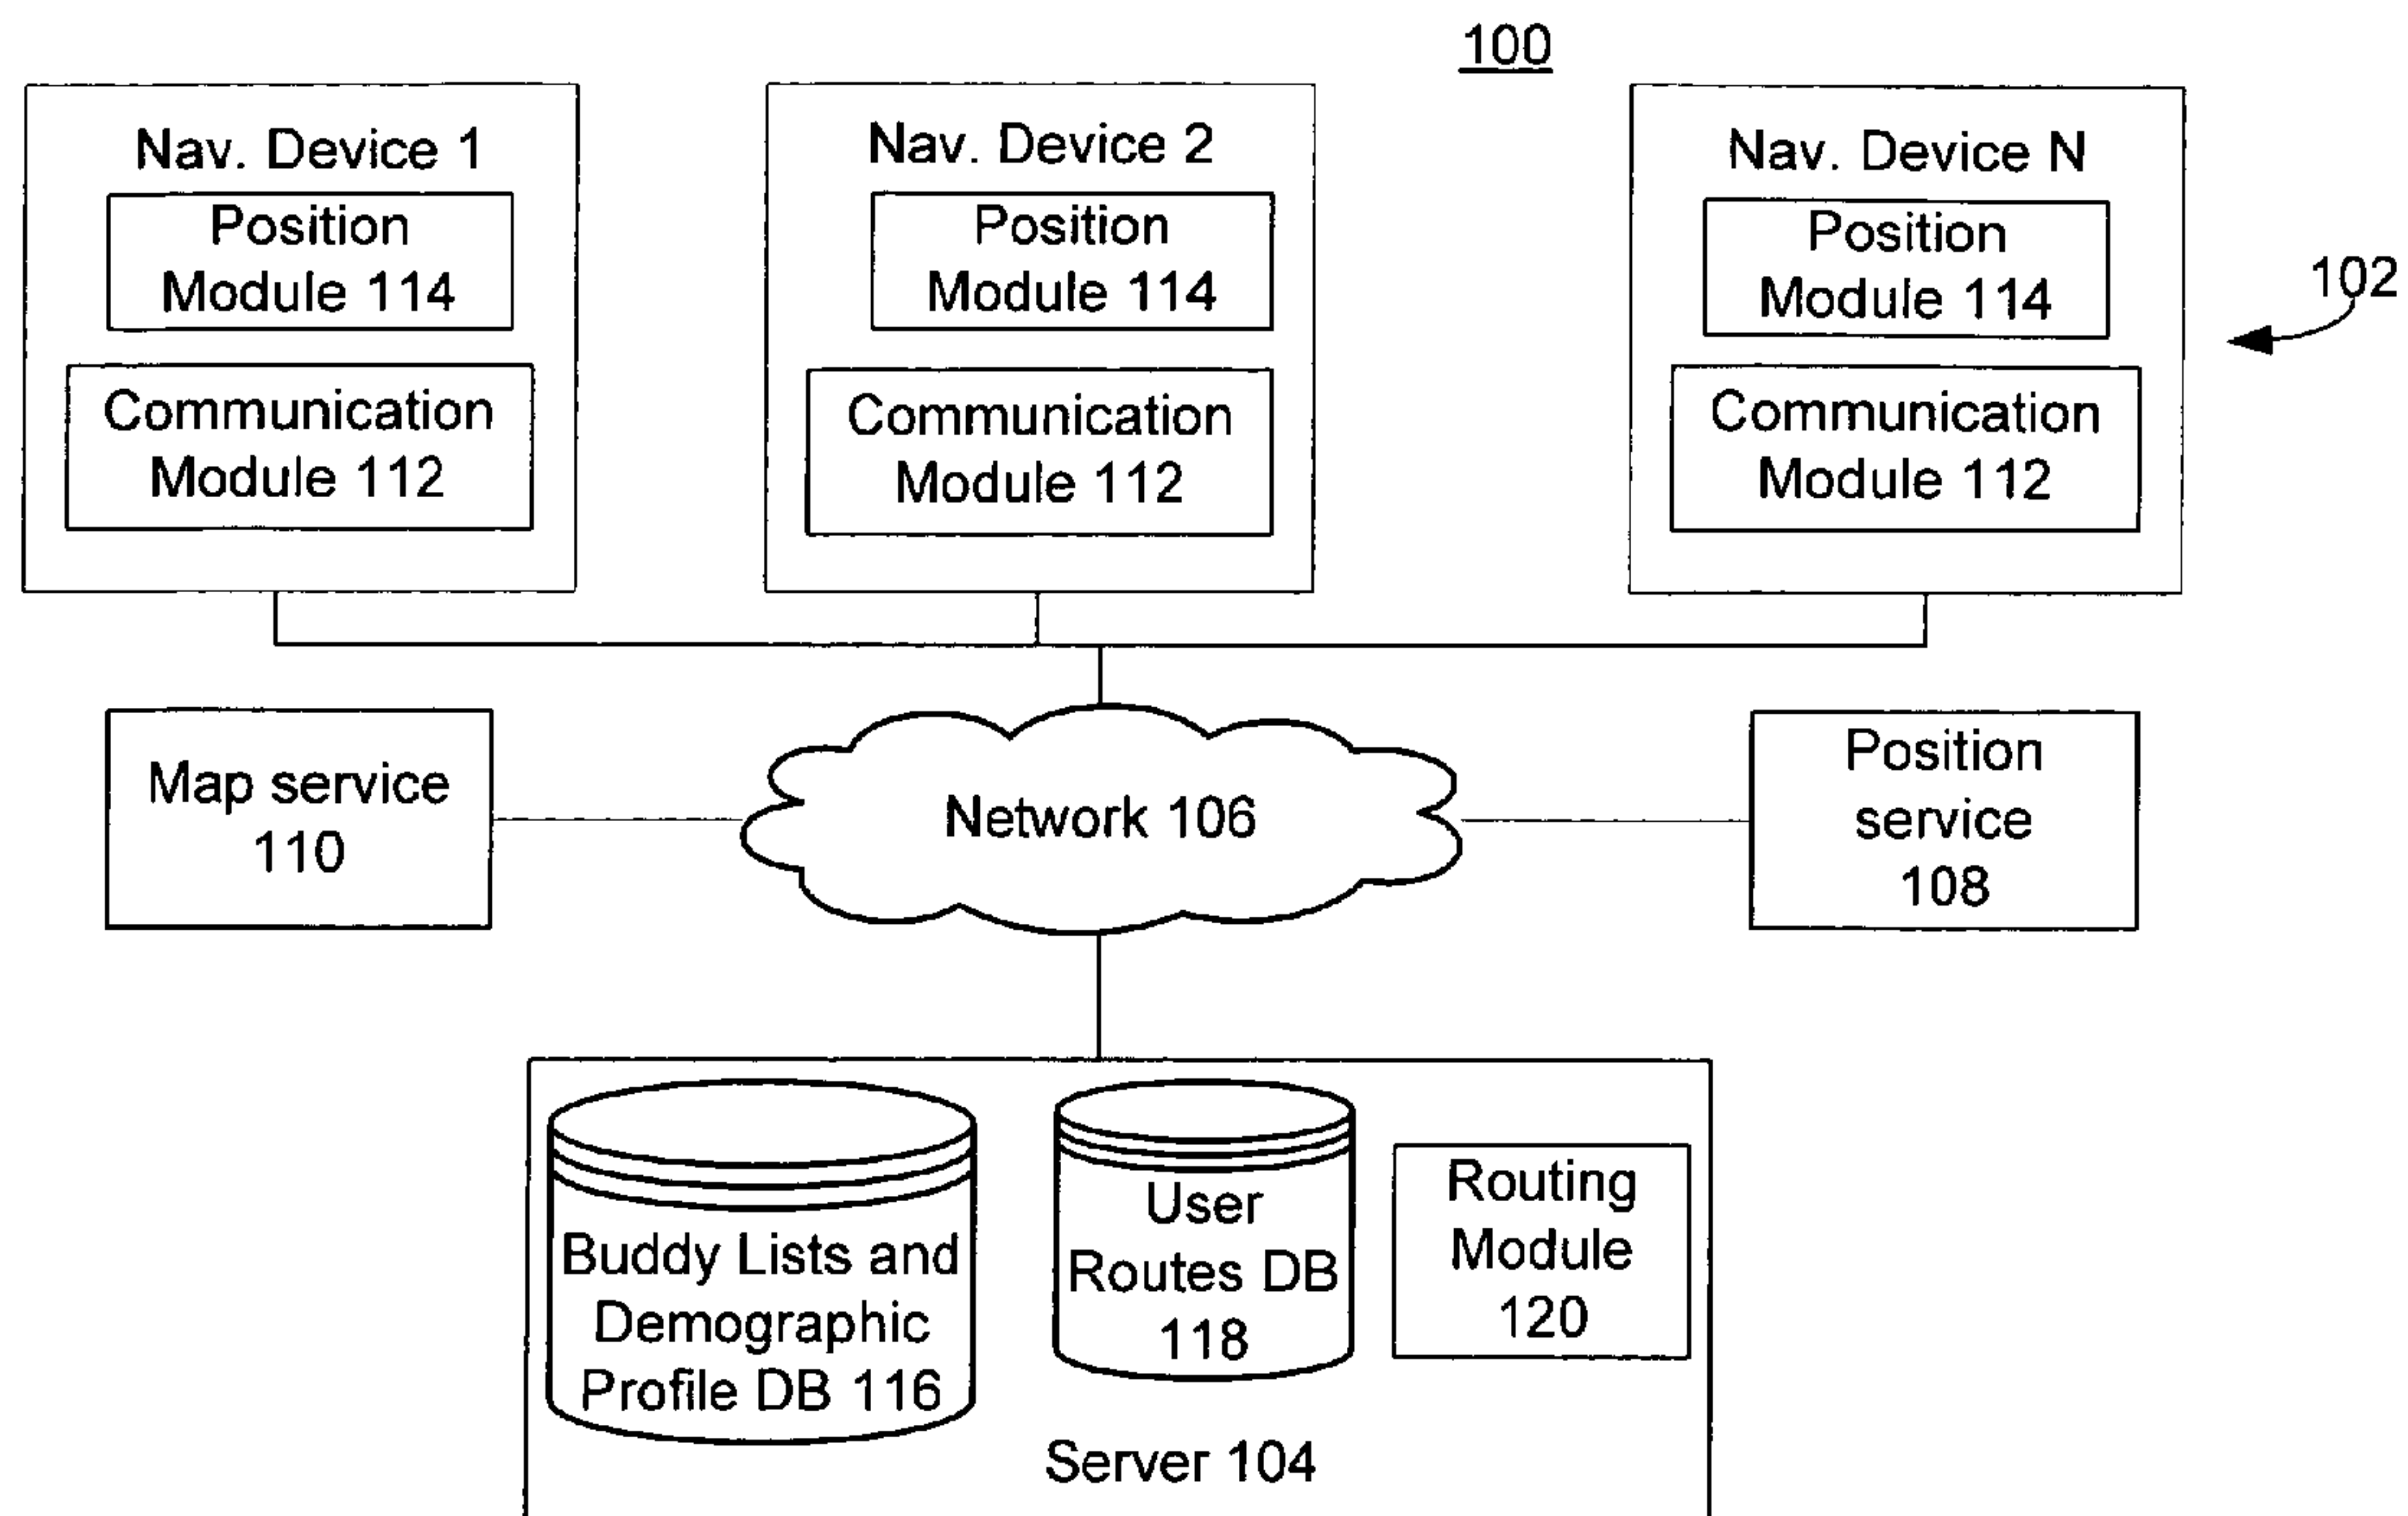 100
Nav. Device 1
Position
Module 114
Communication
Module 112
Nav. Device 2
Position
Module 114
Communication
Module 112
Nav. Device N
Position
Module 114
Communication
Module 112
102
Map service
110
Network 106
Position
service
108
Buddy Lists and
Demographic
Profile DB 116
User
Routes DB
118
Routing
Module
120
Server 104